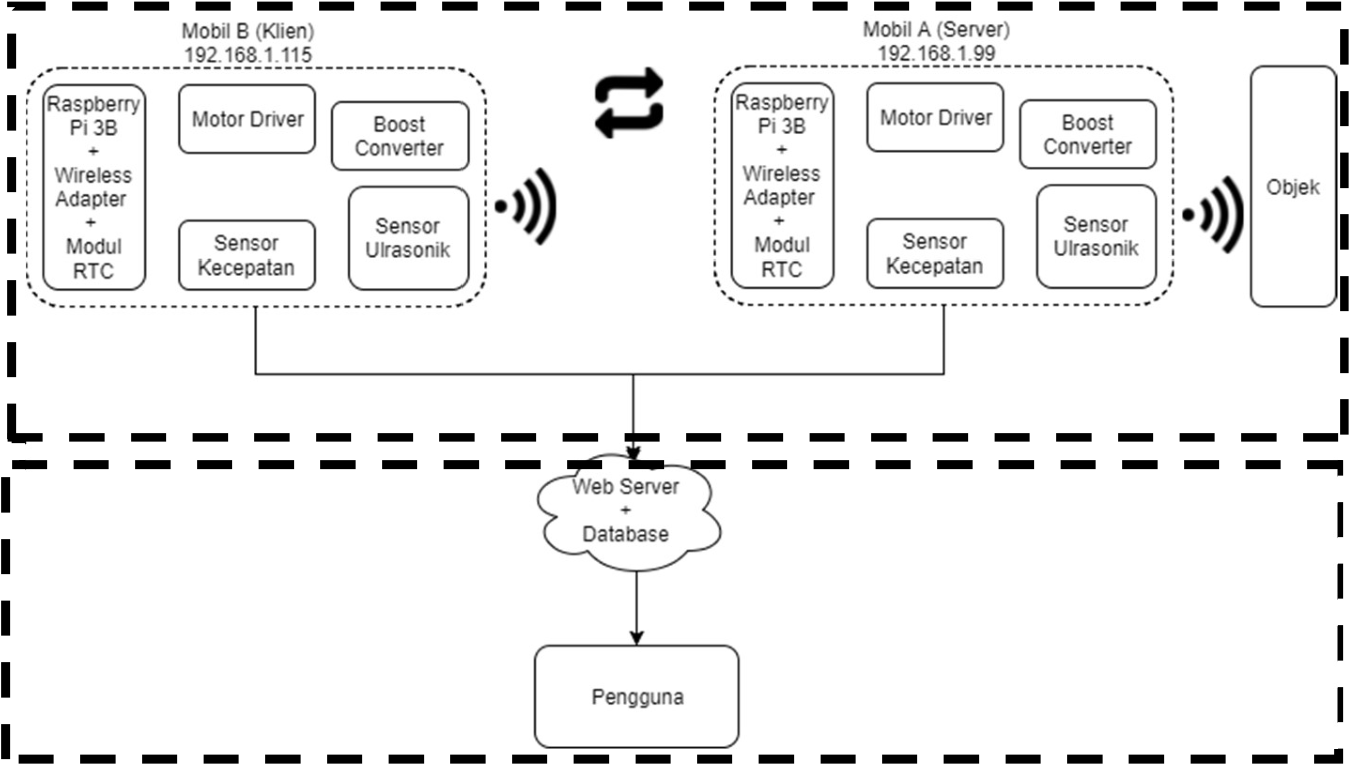 Mobil B (Klien)
192.168.1.115
Raspberry
Pi 3B
+
Wireless
Adapter
+
Modul
RTC
Motor Driver
Boost
Converter
Sensor
Kecepatan
Sensor
Ulrasonik
Mobil A (Server)
192.168.1.99
Raspberry
Pi 3B
+
Wireless
Adapter
+
Modul
RTC
Motor Driver
Boost
Converter
Sensor
Kecepatan
Sensor
Ulrasonik
Objek
Web Server
+
Database
Pengguna